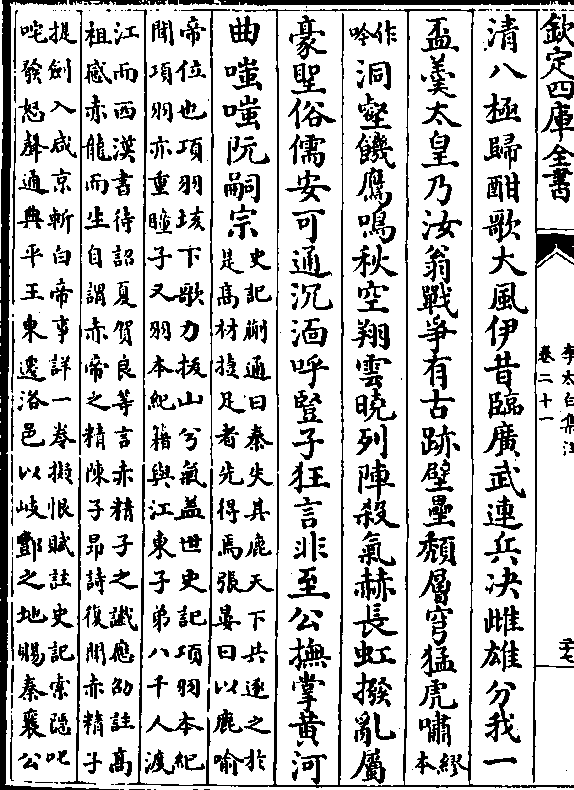 欽定四庫全書
李太白集注
卷二十一
二十七
清八極歸酣歌大風伊昔臨廣武連兵决雌雄分我一
盃羹太皇乃汝翁戰爭有古跡壁壘頹層穹猛虎嘯繆本
作吟洞壑饑鷹鳴秋空翔雲曉列陣殺氣赫長虹撥亂屬
豪聖俗儒安可通沉湎呼豎子狂言非至公撫掌黄河
曲嗤嗤阮嗣宗史記蒯通曰秦失其鹿天下共逐之於
是髙材㨗足者先得焉張晏曰以鹿喻
帝位也項羽垓下歌力拔山兮氣蓋世史記項羽本紀
聞項羽亦重瞳子又羽本紀籍與江東子弟八千人渡
江而西漢書待詔夏賀良等言赤精子之讖應劭註髙
祖感赤龍而生自謂赤帝之精陳子昻詩復聞赤精子
提劍入咸京斬白帝事詳一卷擬恨賦註史記索隱叱
咤發怒聲通典平王東遷洛邑以岐酆之地賜秦襄公